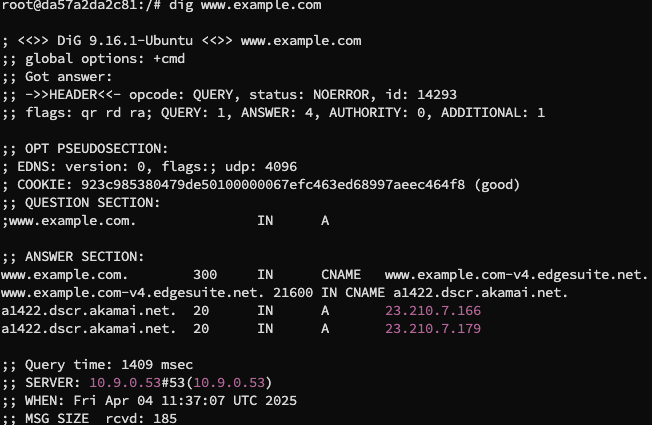 root@da57a2da2c81:/# dig www.example.com
; <<>> DiG 9.16.1-Ubuntu <<>> www.example.com
;; global options: +cmd
;; Got answer:
;; ->>HEADER<<- opcode: QUERY, status: NOERROR, id: 14293
;; flags: qr rd ra; QUERY: 1, ANSWER: 4, AUTHORITY: 0, ADDITIONAL: 1
;; OPT PSEUDOSECTION:
; EDNS: version: 0, flags:; udp: 4096
; COOKIE: 923c985380479de50100000067efc463ed68997aeec464f8 (good)
;; QUESTION SECTION:
;www.example.com. IN A
;; ANSWER SECTION:
www.example.com. 300 IN CNAME www.example.com-v4.edgesuite.net.
www.example.com-v4.edgesuite.net. 21600 IN CNAME a1422.dscr.akamai.net.
a1422.dscr.akamai.net. 20 IN A 23.210.7.166
a1422.dscr.akamai.net. 20 IN A 23.210.7.179
;; Query time: 1409 msec
;; SERVER: 10.9.0.53#53(10.9.0.53)
;; WHEN: Fri Apr 04 11:37:07 UTC 2025
;; MSG SIZE rcvd: 185